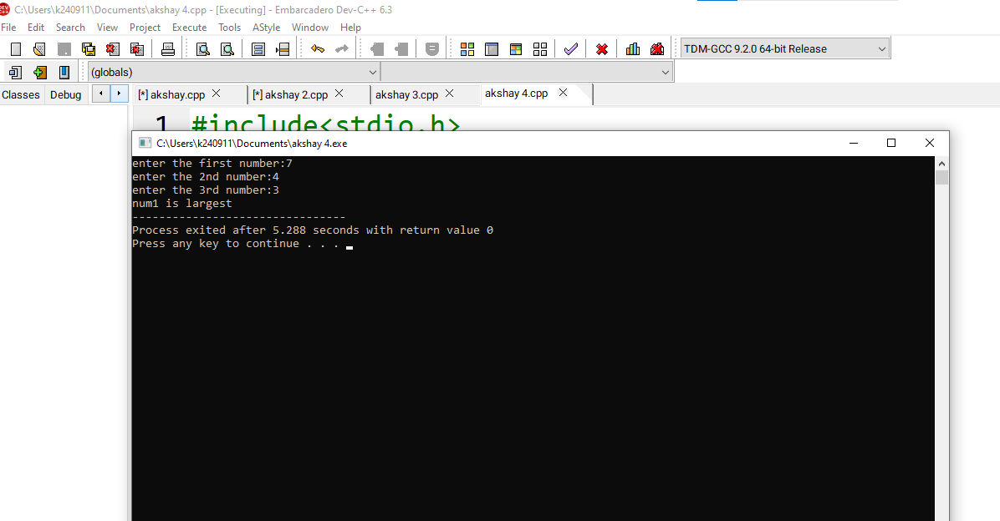 C:\Users\k240911\Documents\akshay 4.cpp - [Executing] - Embarcadero Dev-C++ 6.3
File Edit Search View Project Execute Tools AStyle Window Help
TDM-GCC 9.2.0 64-bit Release
(globals)
Classes Debug [*] akshay.cpp [*] akshay 2.cpp akshay 3.cpp akshay 4.cpp
1 #include<stdio.h>
C:\Users\k240911\Documents\akshay 4.exe
enter the first number:7
enter the 2nd number:4
enter the 3rd number:3
num1 is largest
--------------------------------
Process exited after 5.288 seconds with return value 0
Press any key to continue . . .